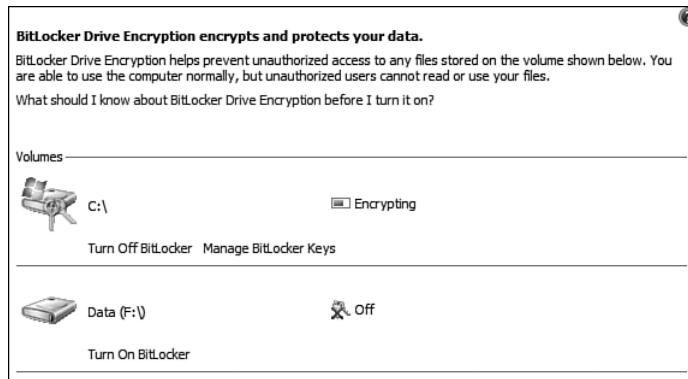 BitLocker Drive Encryption encrypts and protects your data.
BitLocker Drive Encryption helps prevent unauthorized access to any files stored on the volume shown below. You
are able to use the computer normally, but unauthorized users cannot read or use your files.
What should I know about BitLocker Drive Encryption before I turn it on?
Volumes
C:\ Encrypting
Turn Off BitLocker Manage BitLocker Keys
Data (F:\) Off
Turn On BitLocker